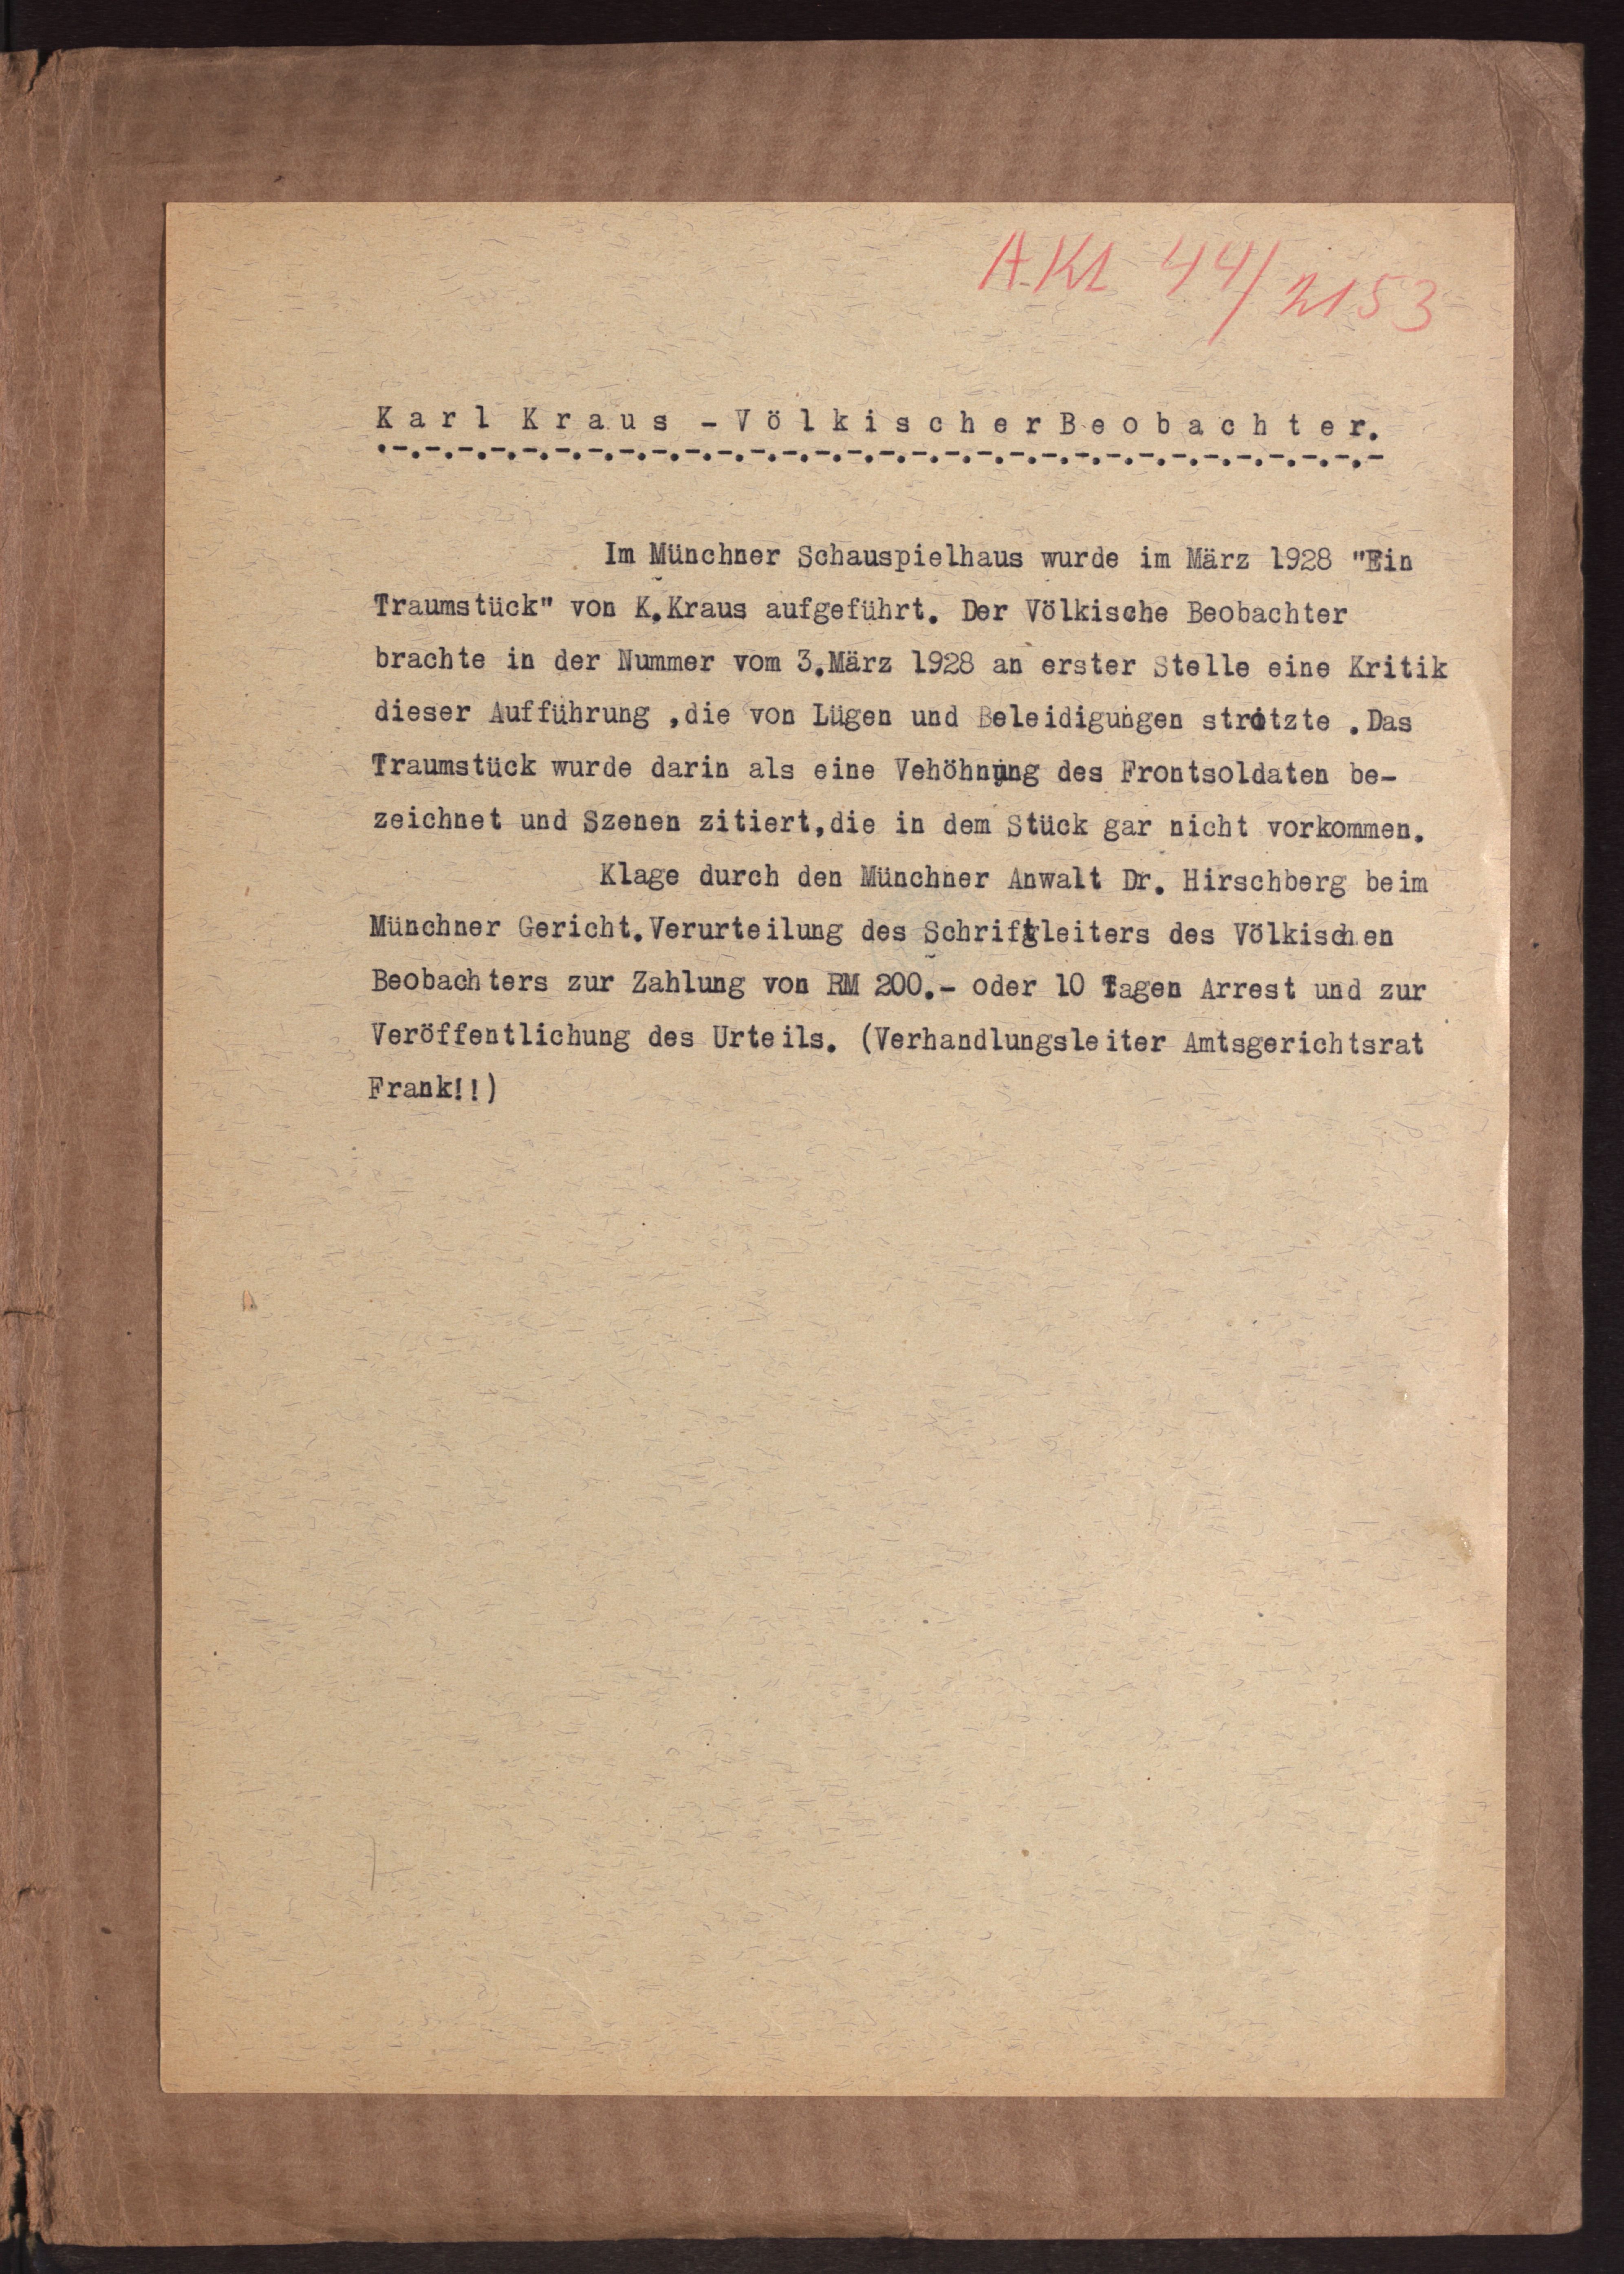 A.K1 44/2153
Karl Kraus - Völkischer Beobachter.
.-.-.-.-.-.-.-.-.-.-.-.-.-.-.-.-.-.-.-.-.-.-.-.-.-.-.-.-.-.-.-
Im Münchner Schauspielhaus wurde im März 1928 "Ein
Traumstück" von K.Kraus aufgeführt. Der Völkische Beobachter
brachte in der Nummer vom 3.März 1928 an erster Stelle eine Kritik
dieser Aufführung ,die von Lügen und Beleidigungen strotzte .Das
Traumstück wurde darin als eine Vehöhnung des Frontsoldaten be-
zeichnet und Szenen zitiert,die in dem Stück gar nicht vorkommen.
Klage durch den Münchner Anwalt Dr. Hirschberg beim
Münchner Gericht.Verurteilung des Schriftleiters des Völkischen
Beobachters zur Zahlung von RM 200.- oder 10 Tagen Arrest und zur
Veröffentlichung des Urteils. (Verhandlungsleiter Amtsgerichtsrat
Frank!!)